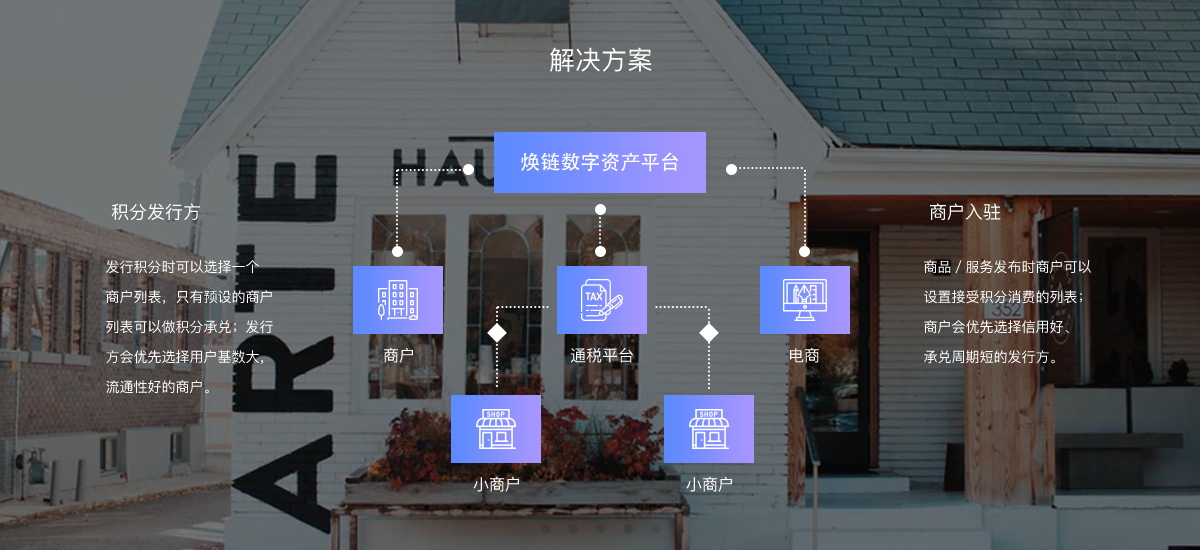 解决方案
HAU
焕链数字资产平台
积分发行方
发行积分时可以选择一个
商户列表，只有预设的商户
列表可以做积分承兑；发行
方会优先选择用户基数大，
流通性好的商户。
ARTE
商户入驻
商品 / 服务发布时商户可以
设置接受积分消费的列表；
商户会优先选择信用好、
承兑周期短的发行方。
352
TAX
商户
通税平台
电商
SHOP
SHOP
小商户
小商户